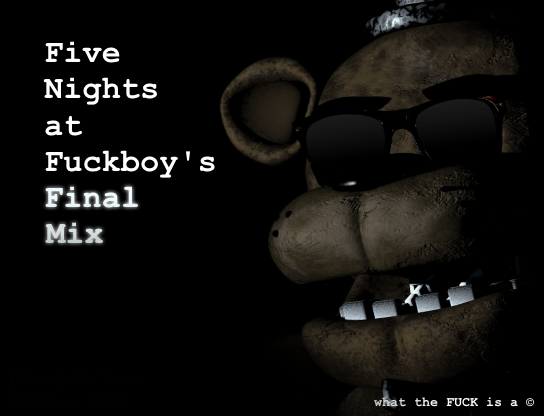 Five
Nights
at
Fuckboy's
Final
Mix
what the FUCK is a ©